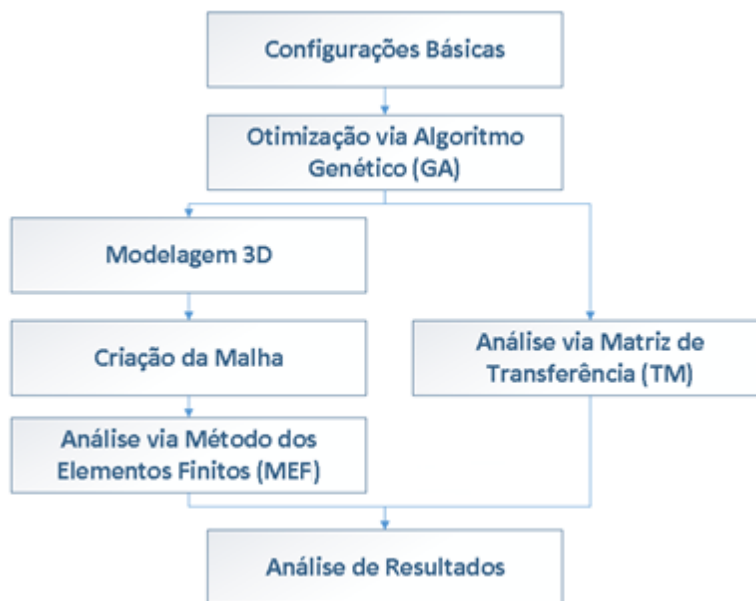 Configurações Básicas
Otimização via Algoritmo
Genético (GA)
Modelagem 3D
Criação da Malha
Análise via Método dos
Elementos Finitos (MEF)
Análise via Matriz de
Transferência (TM)
Análise de Resultados